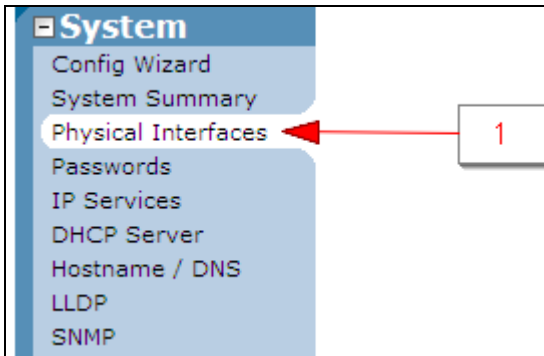 System
Config Wizard
System Summary
Physical Interfaces
1
Passwords
IP Services
DHCP Server
Hostname / DNS
LLDP
SNMP